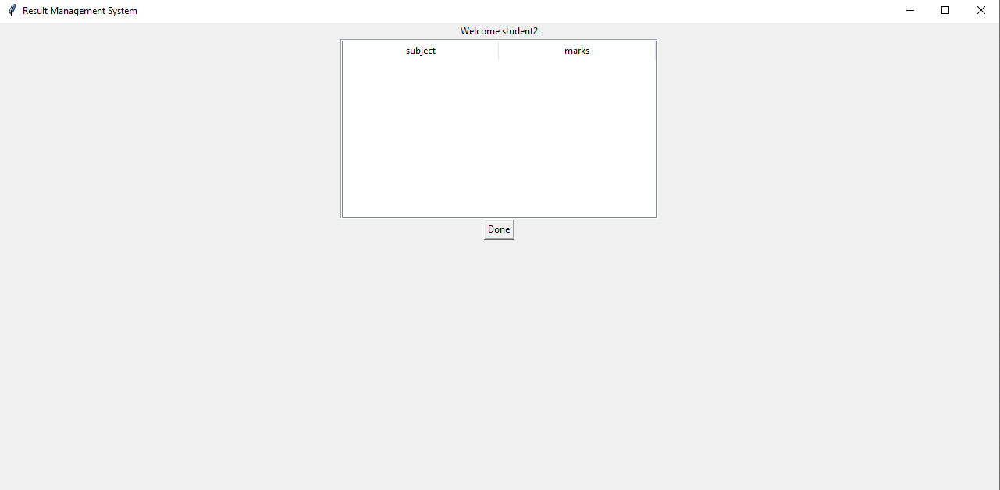 Result Management System
Welcome student2
subject marks
Done